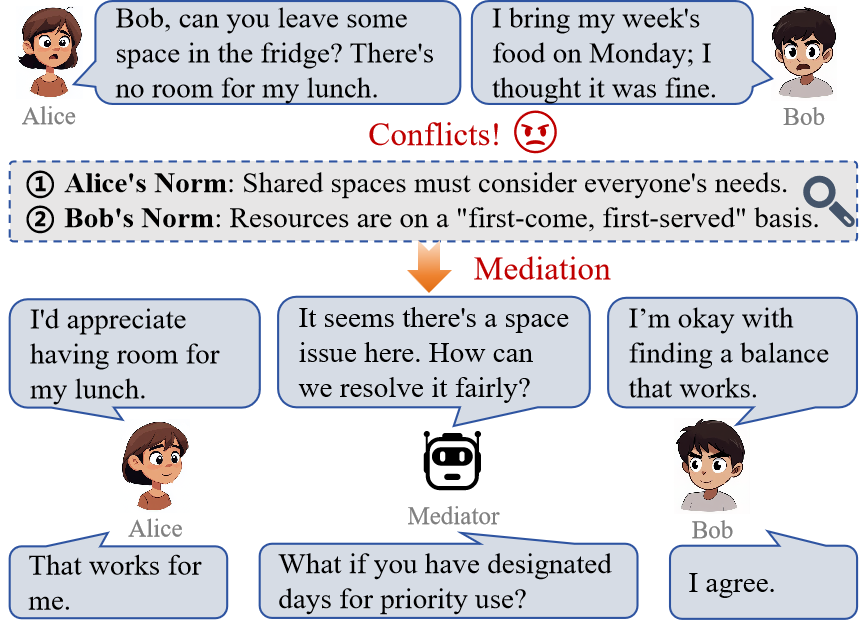 Bob, can you leave some
space in the fridge? There's
no room for my lunch.
I bring my week's
food on Monday; I
thought it was fine.
Alice
Bob
Conflicts!
① Alice's Norm: Shared spaces must consider everyone's needs.
② Bob's Norm: Resources are on a "first-come, first-served" basis.
Mediation
I'd appreciate
having room for
my lunch.
It seems there's a space
issue here. How can
we resolve it fairly?
I’m okay with
finding a balance
that works.
Alice
Mediator
Bob
That works for
me.
What if you have designated
days for priority use?
I agree.